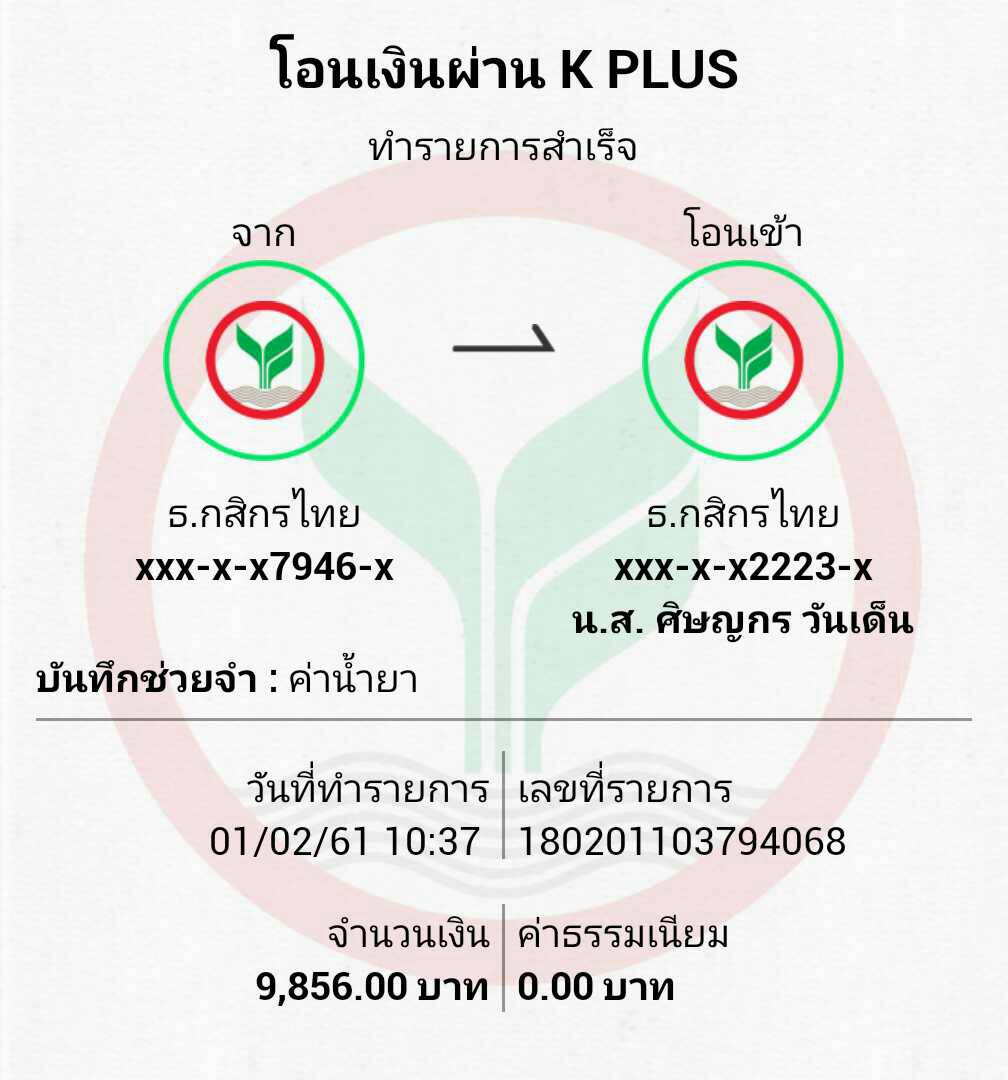 โอนเงินผ่าน K PLUS
ทำรายการสำเร็จ
จาก
โอนเข้า
ธ.กสิกรไทย
xxx-x-x7946-x
ธ.กสิกรไทย
xxx-x-x2223-x
น.ส. ศิษญกร วันเด็น
บันทึกช่วยจำ : ค่าน้ำยา
วันที่ทำรายการ
01/02/61 10:37
เลขที่รายการ
180201103794068
จำนวนเงิน
9,856.00 บาท
ค่าธรรมเนียม
0.00 บาท